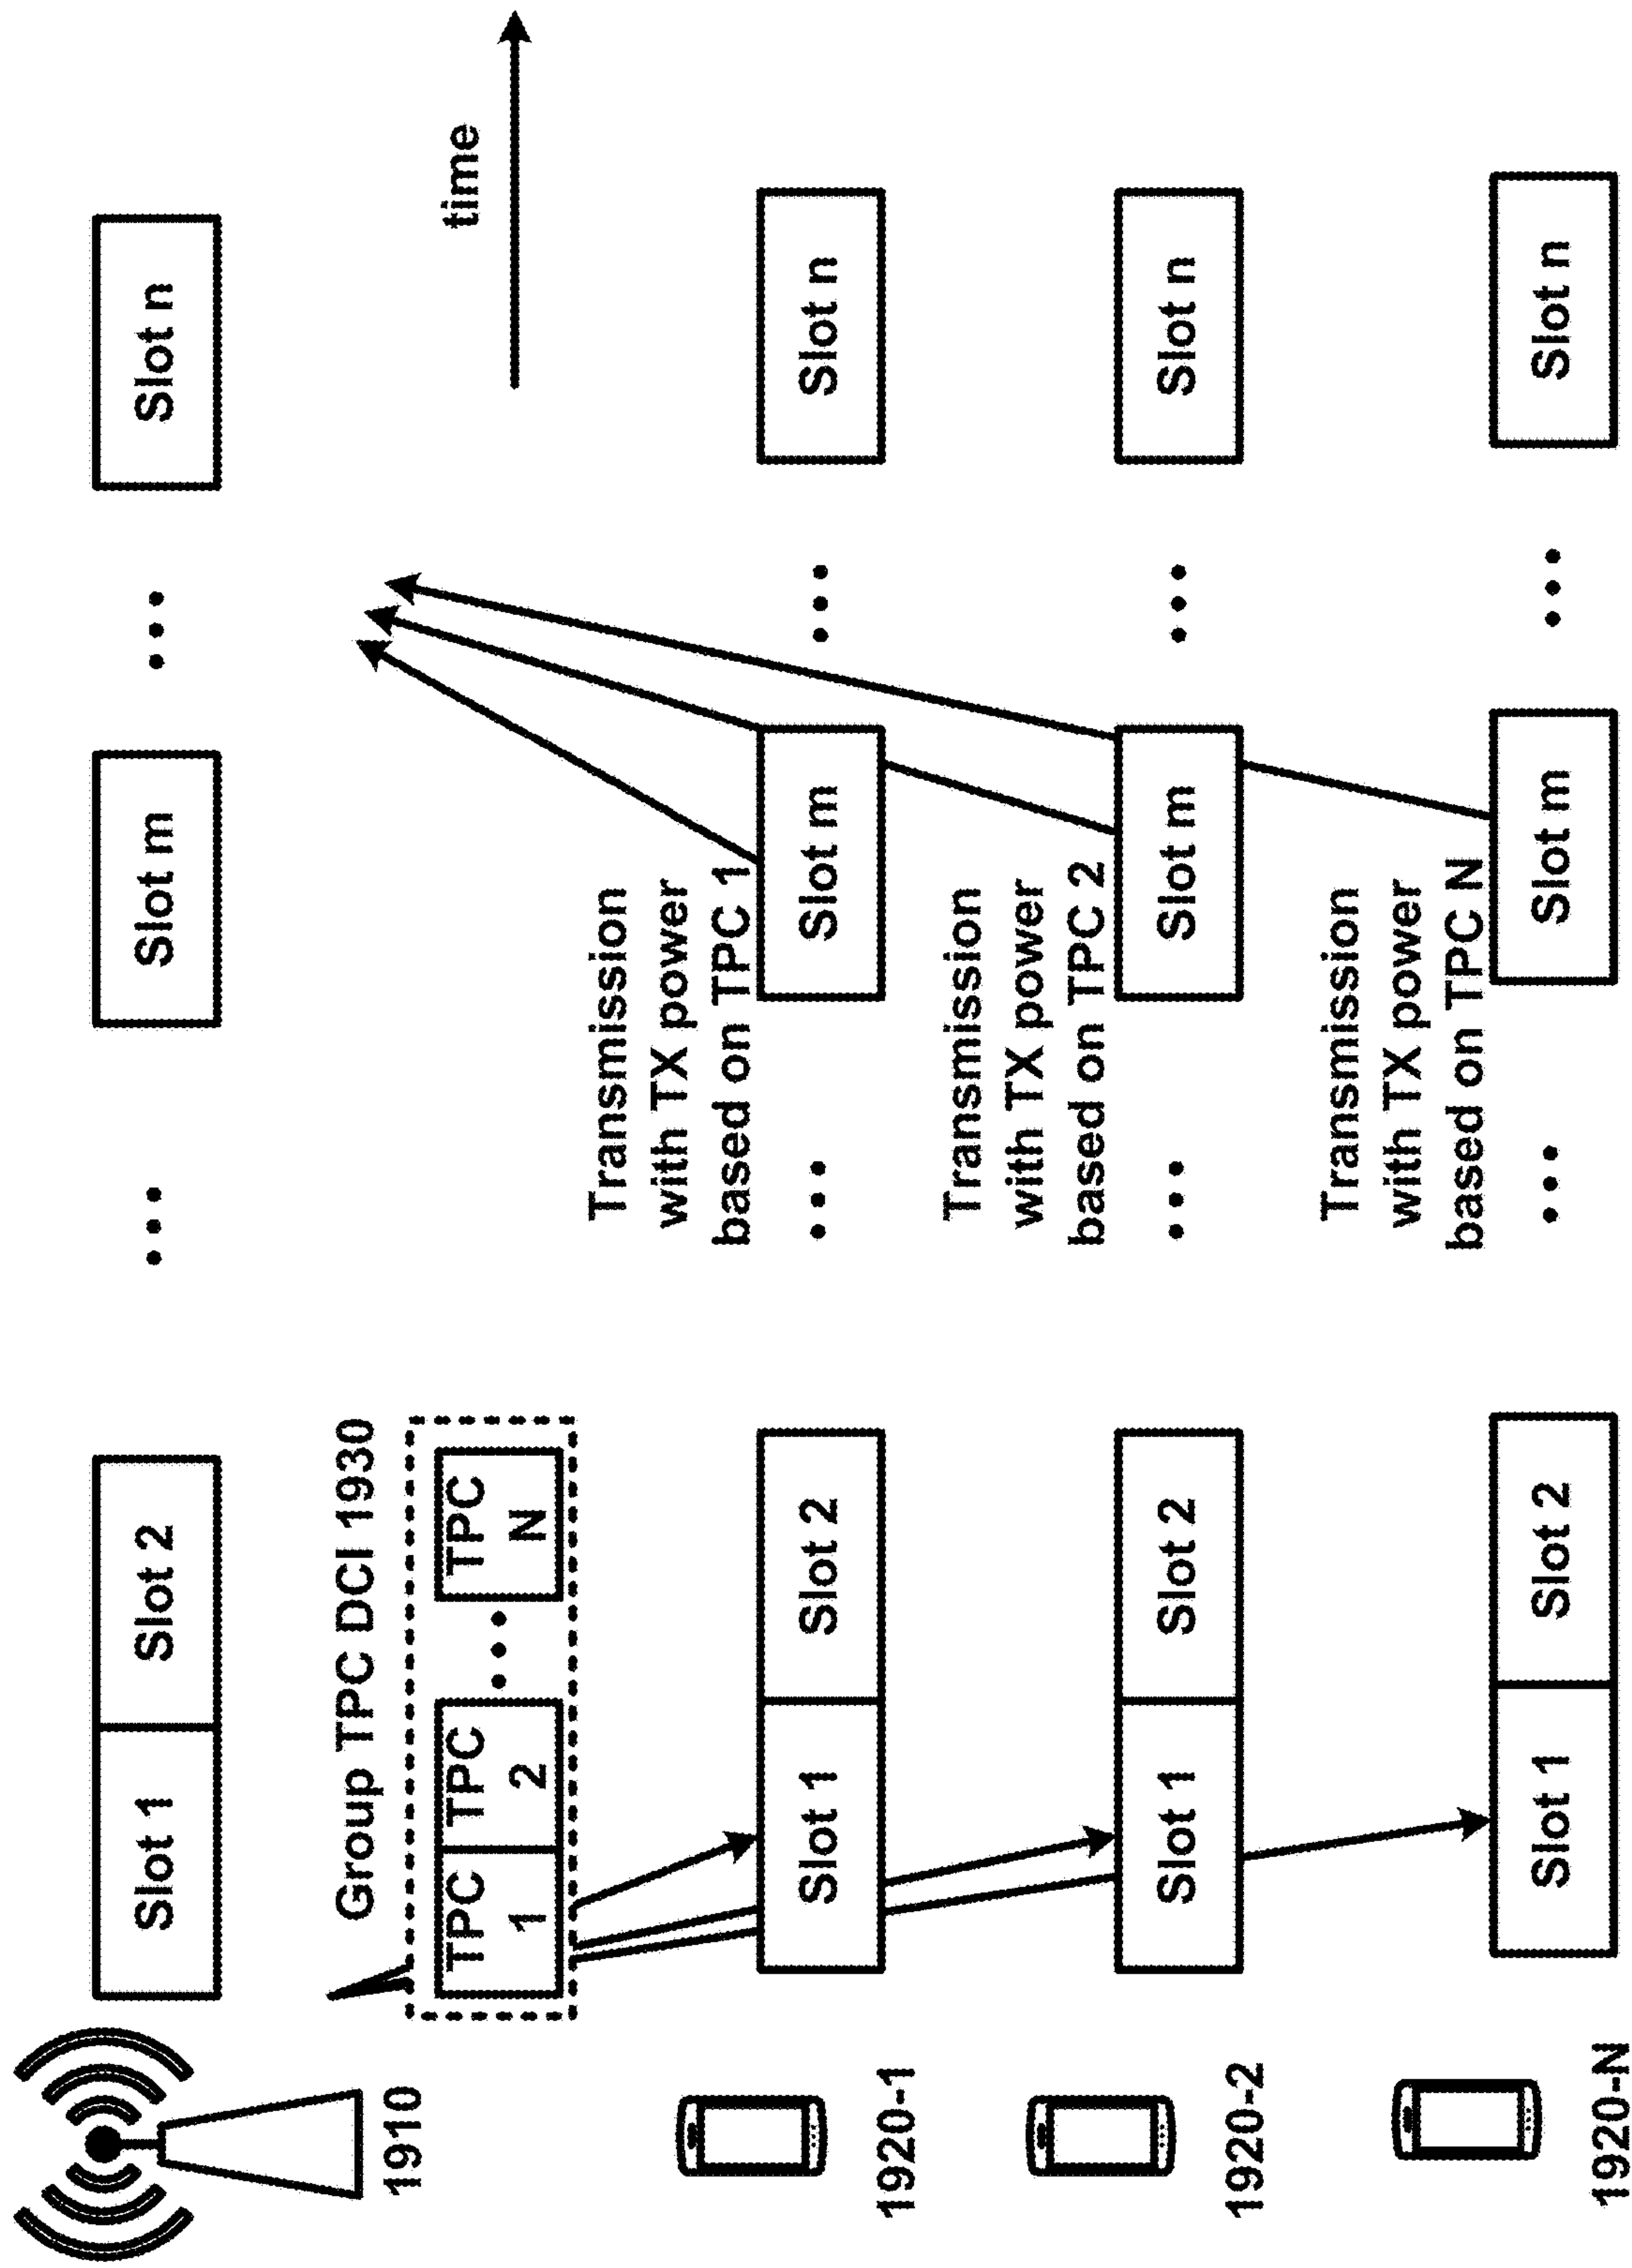 Slot 1
Slot 2
...
Slot m
...
Slot n
1910
Group TPC DCI 1930
time
TPC
1
TPC
2
...
TPC
N
Transmission
with TX power
based on TPC 1
1920-1
Slot 1
Slot 2
...
Slot m
...
Slot n
Transmission
with TX power
based on TPC 2
1920-2
Slot 1
Slot 2
...
Slot m
...
Slot n
Transmission
with TX power
based on TPC N
1920-N
Slot 1
Slot 2
...
Slot m
...
Slot n